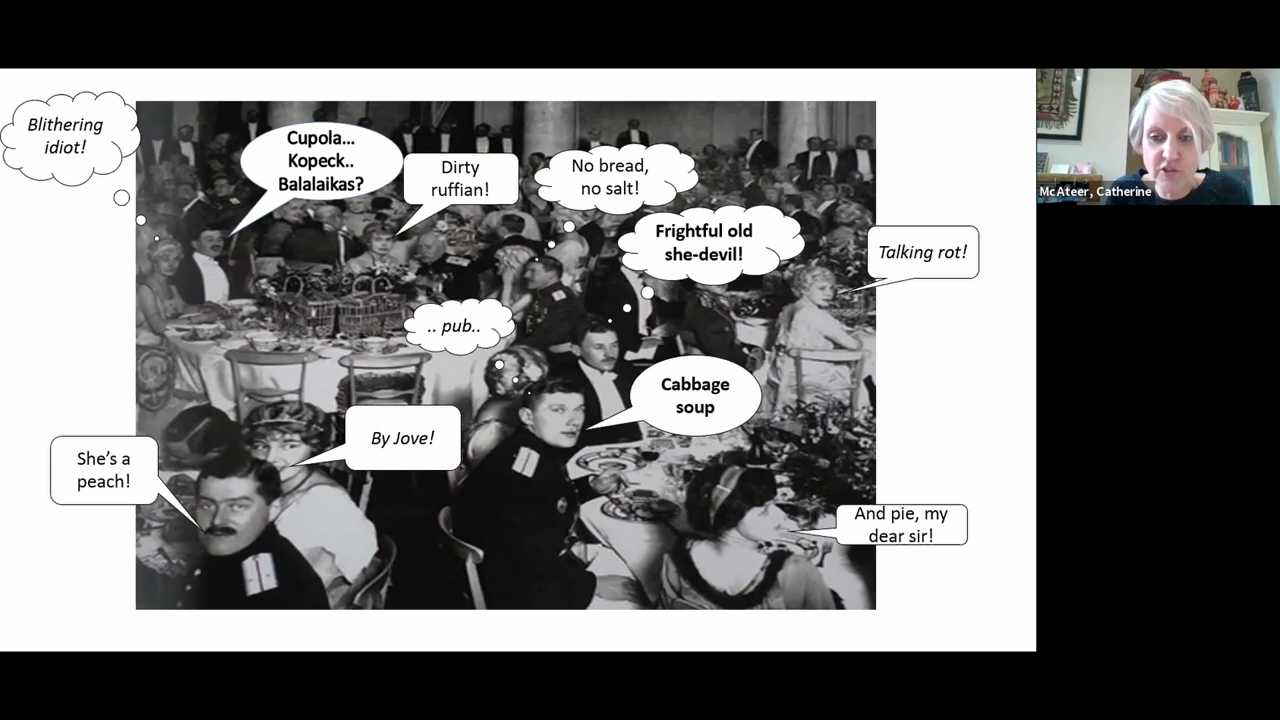 Blithering
idiot!
Cupola...
Kopeck..
Balalaikas?
Dirty
ruffian!
No bread,
no salt!
Frightful old
she-devil!
Talking rot!
.. pub..
Cabbage
soup
By Jove!
She's a
peach!
And pie, my
dear sir!
McAteer, Catherine